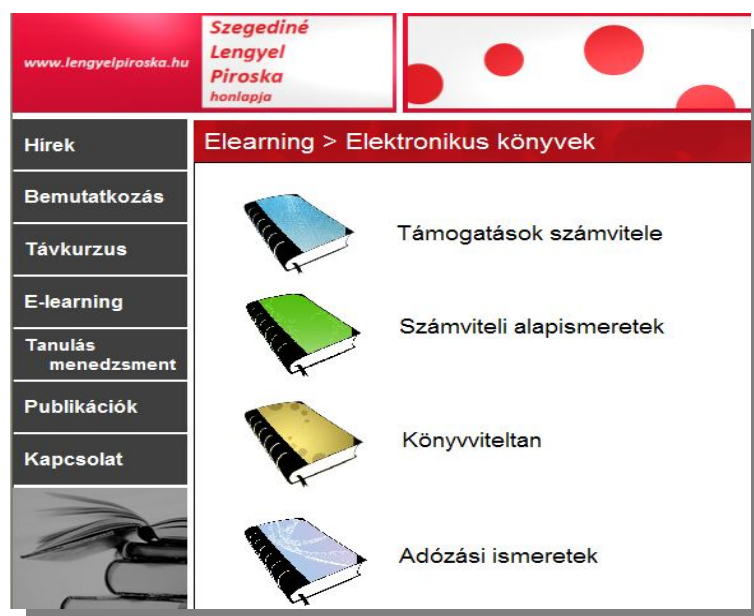 www.lengyelpiroska.hu
Szegediné
Lengyel
Piroska
honlapja
Hírek
Bemutatkozás
Távkurzus
E-learning
Tanulás
menedzsment
Publikációk
Kapcsolat
Elearning > Elektronikus könyvek
Támogatások számvitele
Számviteli alapismeretek
Könyvviteltan
Adózási ismeretek